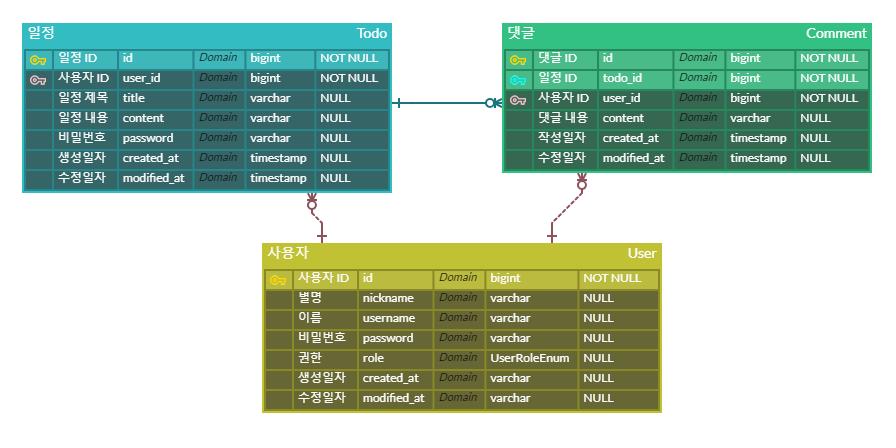 일정 Todo
일정 ID id Domain bigint NOT NULL
사용자 ID user_id Domain bigint NOT NULL
일정 제목 title Domain varchar NULL
일정 내용 content Domain varchar NULL
비밀번호 password Domain varchar NULL
생성일자 created_at Domain timestamp NULL
수정일자 modified_at Domain timestamp NULL
댓글 Comment
댓글 ID id Domain bigint NOT NULL
일정 ID todo_id Domain bigint NOT NULL
사용자 ID user_id Domain bigint NOT NULL
댓글 내용 content Domain varchar NULL
작성일자 created_at Domain timestamp NULL
수정일자 modified_at Domain timestamp NULL
사용자 User
사용자 ID id Domain bigint NOT NULL
별명 nickname Domain varchar NULL
이름 username Domain varchar NULL
비밀번호 password Domain varchar NULL
권한 role Domain UserRoleEnum NULL
생성일자 created_at Domain varchar NULL
수정일자 modified_at Domain varchar NULL